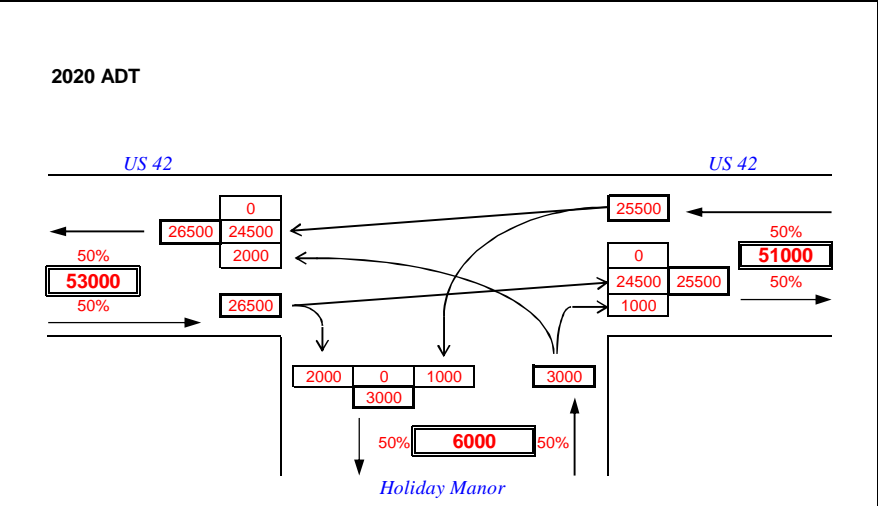 2020 ADT
US 42 US 42
0 25500
26500 24500 50%
50% 2000 0 51000
53000 24500 25500 50%
50% 26500 1000
2000 0 1000 3000
3000
50% 6000 50%
Holiday Manor